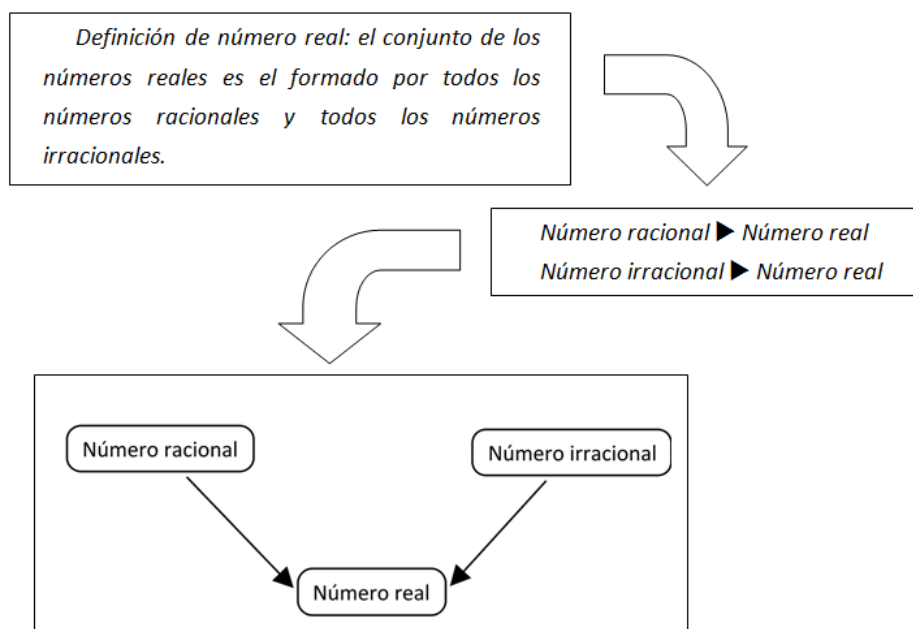 Definición de número real: el conjunto de los
números reales es el formado por todos los
números racionales y todos los números
irracionales.
Número racional ▶ Número real
Número irracional ▶ Número real
Número racional
Número irracional
Número real